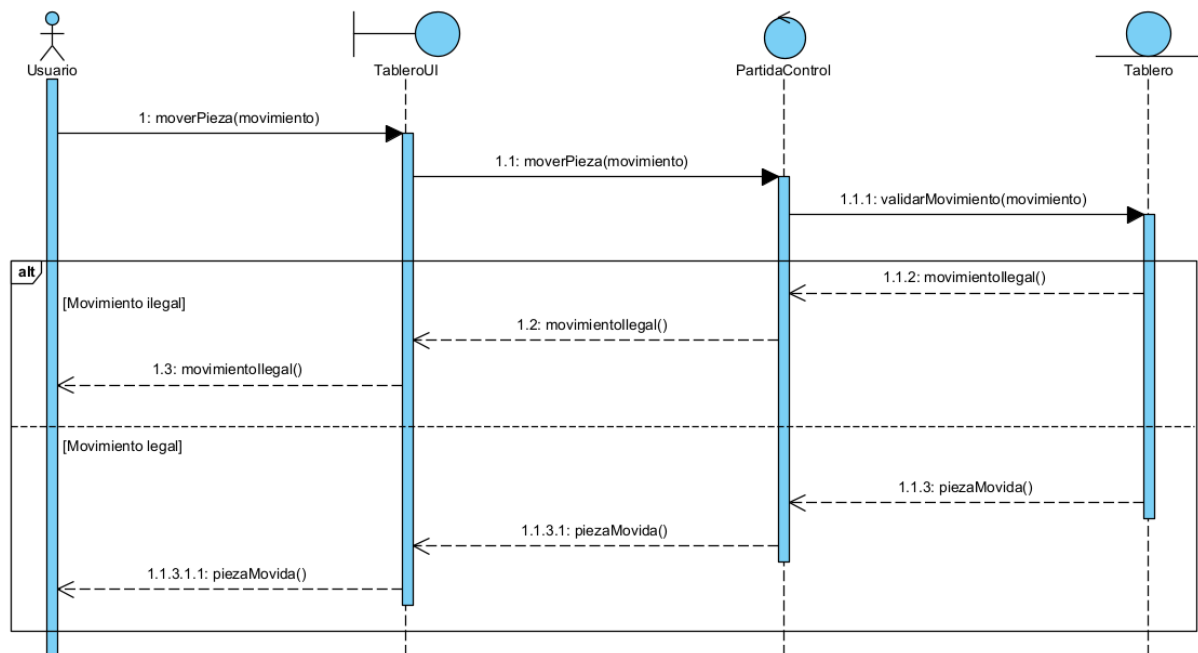 Usuario
TableroUI
PartidaControl
Tablero
1: moverPieza(movimiento)
1.1: moverPieza(movimiento)
1.1.1: validarMovimiento(movimiento)
alt
[Movimiento ilegal]
1.1.2: movimientoIlegal()
1.2: movimientoIlegal()
1.3: movimientoIlegal()
[Movimiento legal]
1.1.3: piezaMovida()
1.1.3.1: piezaMovida()
1.1.3.1.1: piezaMovida()